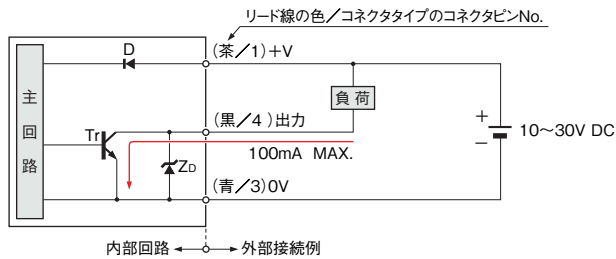 リード線の色／コネクタタイプのコネクタピンNo.
D
(茶／1)+V
主回路
負荷
Tr
(黒／4)出力
+
10～30V DC
−
100mA MAX.
ZD
(青／3)0V
内部回路
外部接続例